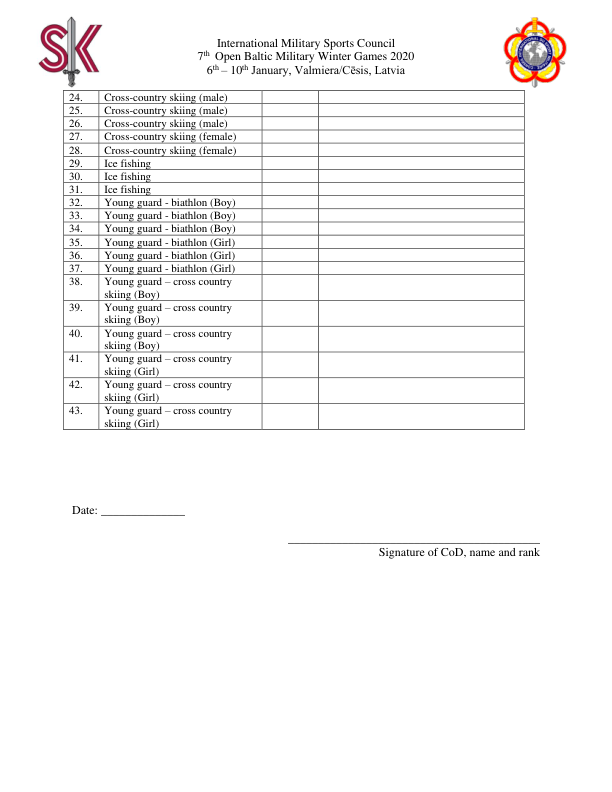 SK
International Military Sports Council
7th Open Baltic Military Winter Games 2020
6th – 10th January, Valmiera/Cēsis, Latvia
24. Cross-country skiing (male)
25. Cross-country skiing (male)
26. Cross-country skiing (male)
27. Cross-country skiing (female)
28. Cross-country skiing (female)
29. Ice fishing
30. Ice fishing
31. Ice fishing
32. Young guard - biathlon (Boy)
33. Young guard - biathlon (Boy)
34. Young guard - biathlon (Boy)
35. Young guard - biathlon (Girl)
36. Young guard - biathlon (Girl)
37. Young guard - biathlon (Girl)
38. Young guard – cross country
skiing (Boy)
39. Young guard – cross country
skiing (Boy)
40. Young guard – cross country
skiing (Boy)
41. Young guard – cross country
skiing (Girl)
42. Young guard – cross country
skiing (Girl)
43. Young guard – cross country
skiing (Girl)
Date: ______________
Signature of CoD, name and rank